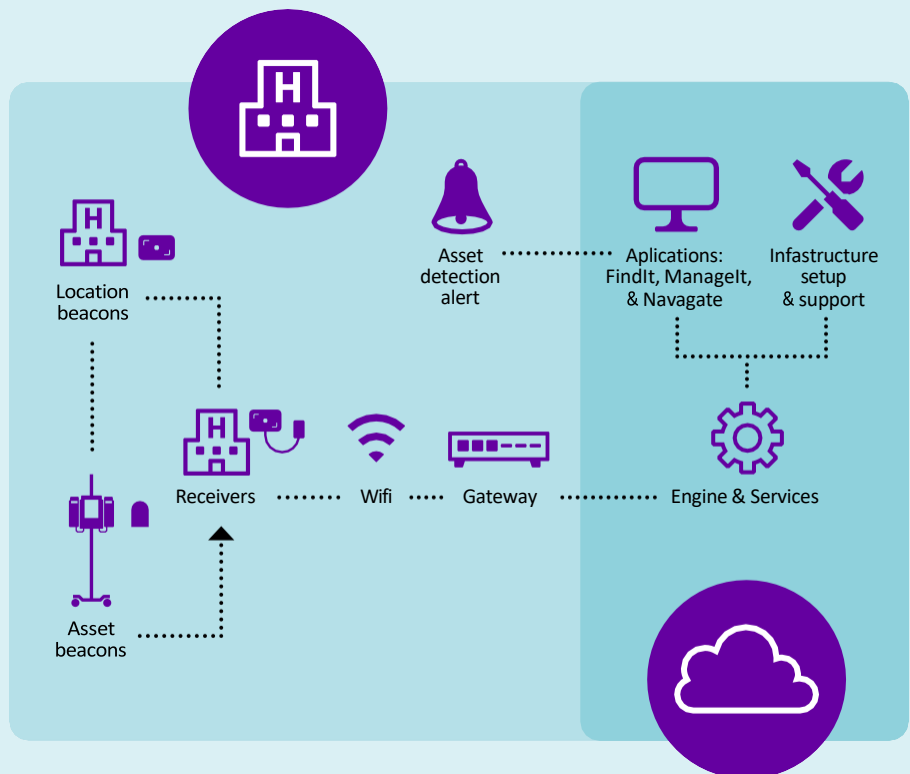 H
H
Location
beacons
Asset
detection
alert
Aplications:
FindIt, ManageIt,
& Navagate
Infastructure
setup
& support
H
Receivers
Wifi
Gateway
Engine & Services
Asset
beacons